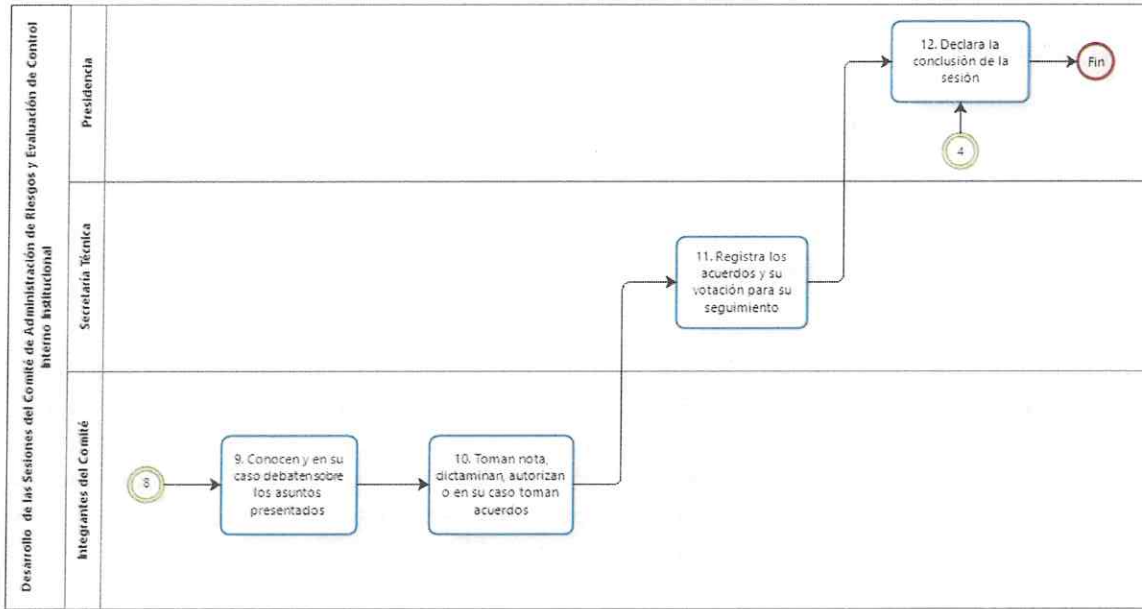 Desarrollo de las Sesiones del Comité de Administración de Riesgos y Evaluación de Control
Interno Institucional
Presidencia
12. Declara la
conclusión de la
sesión
Fin
4
Secretaría Técnica
11. Registra los
acuerdos y su
votación para su
seguimiento
Integrantes del Comité
8
9. Conocen y en su
caso debaten sobre
los asuntos
presentados
10. Toman nota,
dictaminan, autorizan
o en su caso toman
acuerdos